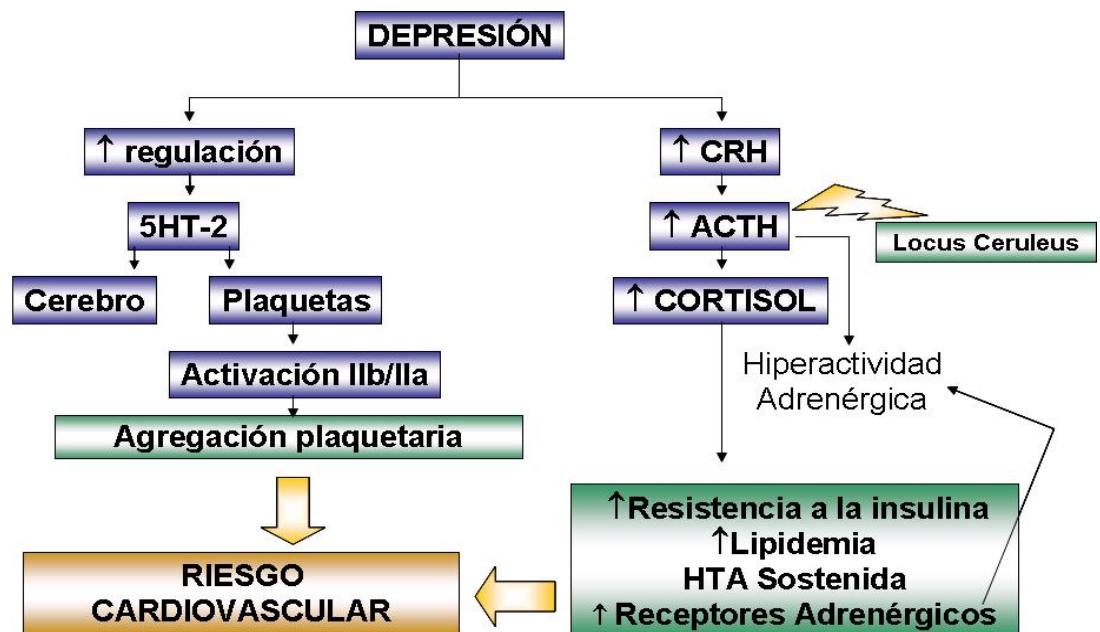 DEPRESIÓN
↑ regulación
5HT-2
Cerebro
Plaquetas
Activación IIb/IIa
Agregación plaquetaria
↑ CRH
↑ ACTH
Locus Ceruleus
↑ CORTISOL
Hiperactividad
Adrenérgica
↑Resistencia a la insulina
↑Lipidemia
HTA Sostenida
↑ Receptores Adrenérgicos
RIESGO
CARDIOVASCULAR